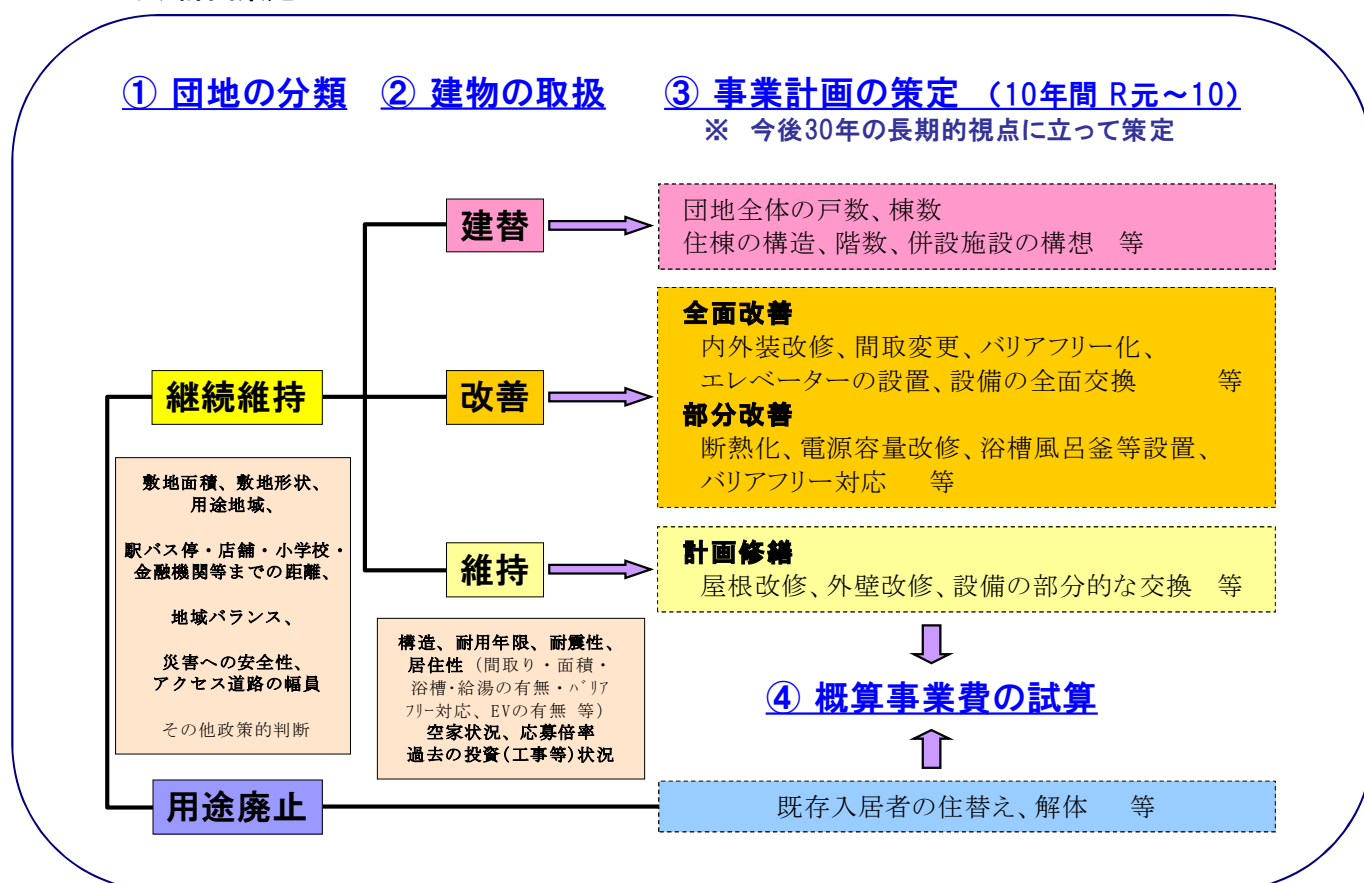 ① 団地の分類
② 建物の取扱
③ 事業計画の策定 (10年間 R元~10)
※ 今後30年の長期的視点に立って策定
建替
団地全体の戸数、棟数
住棟の構造、階数、併設施設の構想 等
継続維持
改善
全面改善
内外装改修、間取変更、バリアフリー化、
エレベーターの設置、設備の全面交換 等
部分改善
断熱化、電源容量改修、浴槽風呂釜等設置、
バリアフリー対応 等
敷地面積、敷地形状、
用途地域、
駅バス停・店舗・小学校・
金融機関等までの距離、
地域バランス、
災害への安全性、
アクセス道路の幅員
その他政策的判断
維持
計画修繕
屋根改修、外壁改修、設備の部分的な交換 等
構造、耐用年限、耐震性、
居住性(間取り・面積・
浴槽・給湯の有無・バリア
フリー対応、EVの有無 等)
空家状況、応募倍率
過去の投資(工事等)状況
④ 概算事業費の試算
用途廃止
既存入居者の住替え、解体 等